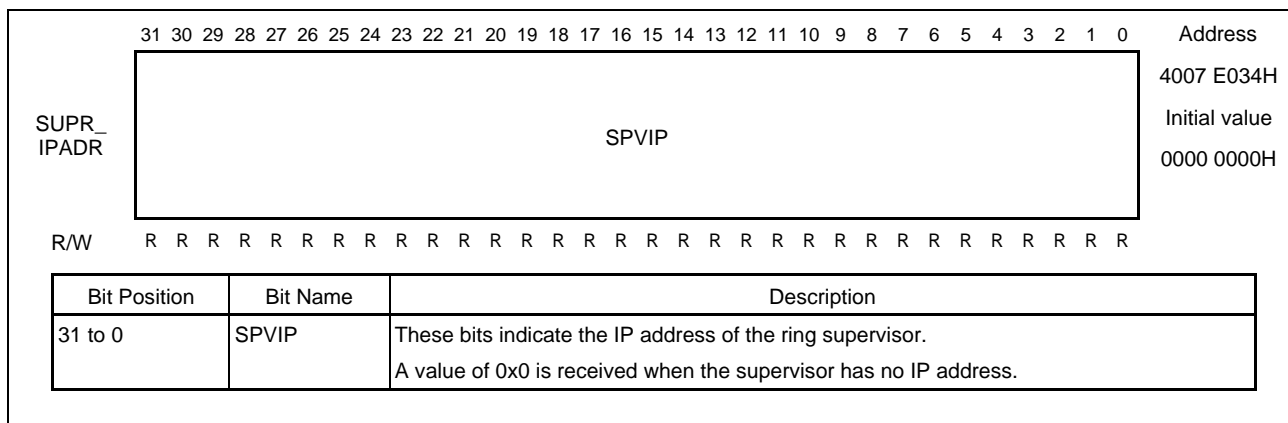 31 30 29 28 27 26 25 24 23 22 21 20 19 18 17 16 15 14 13 12 11 10 9 8 7 6 5 4 3 2 1 0 Address
4007 E034H
SUPR_
IPADR
SPVIP
Initial value
0000 0000H
R/W R R R R R R R R R R R R R R R R R R R R R R R R R R R R R R R R
Bit Position Bit Name Description
31 to 0 SPVIP These bits indicate the IP address of the ring supervisor.
A value of 0x0 is received when the supervisor has no IP address.